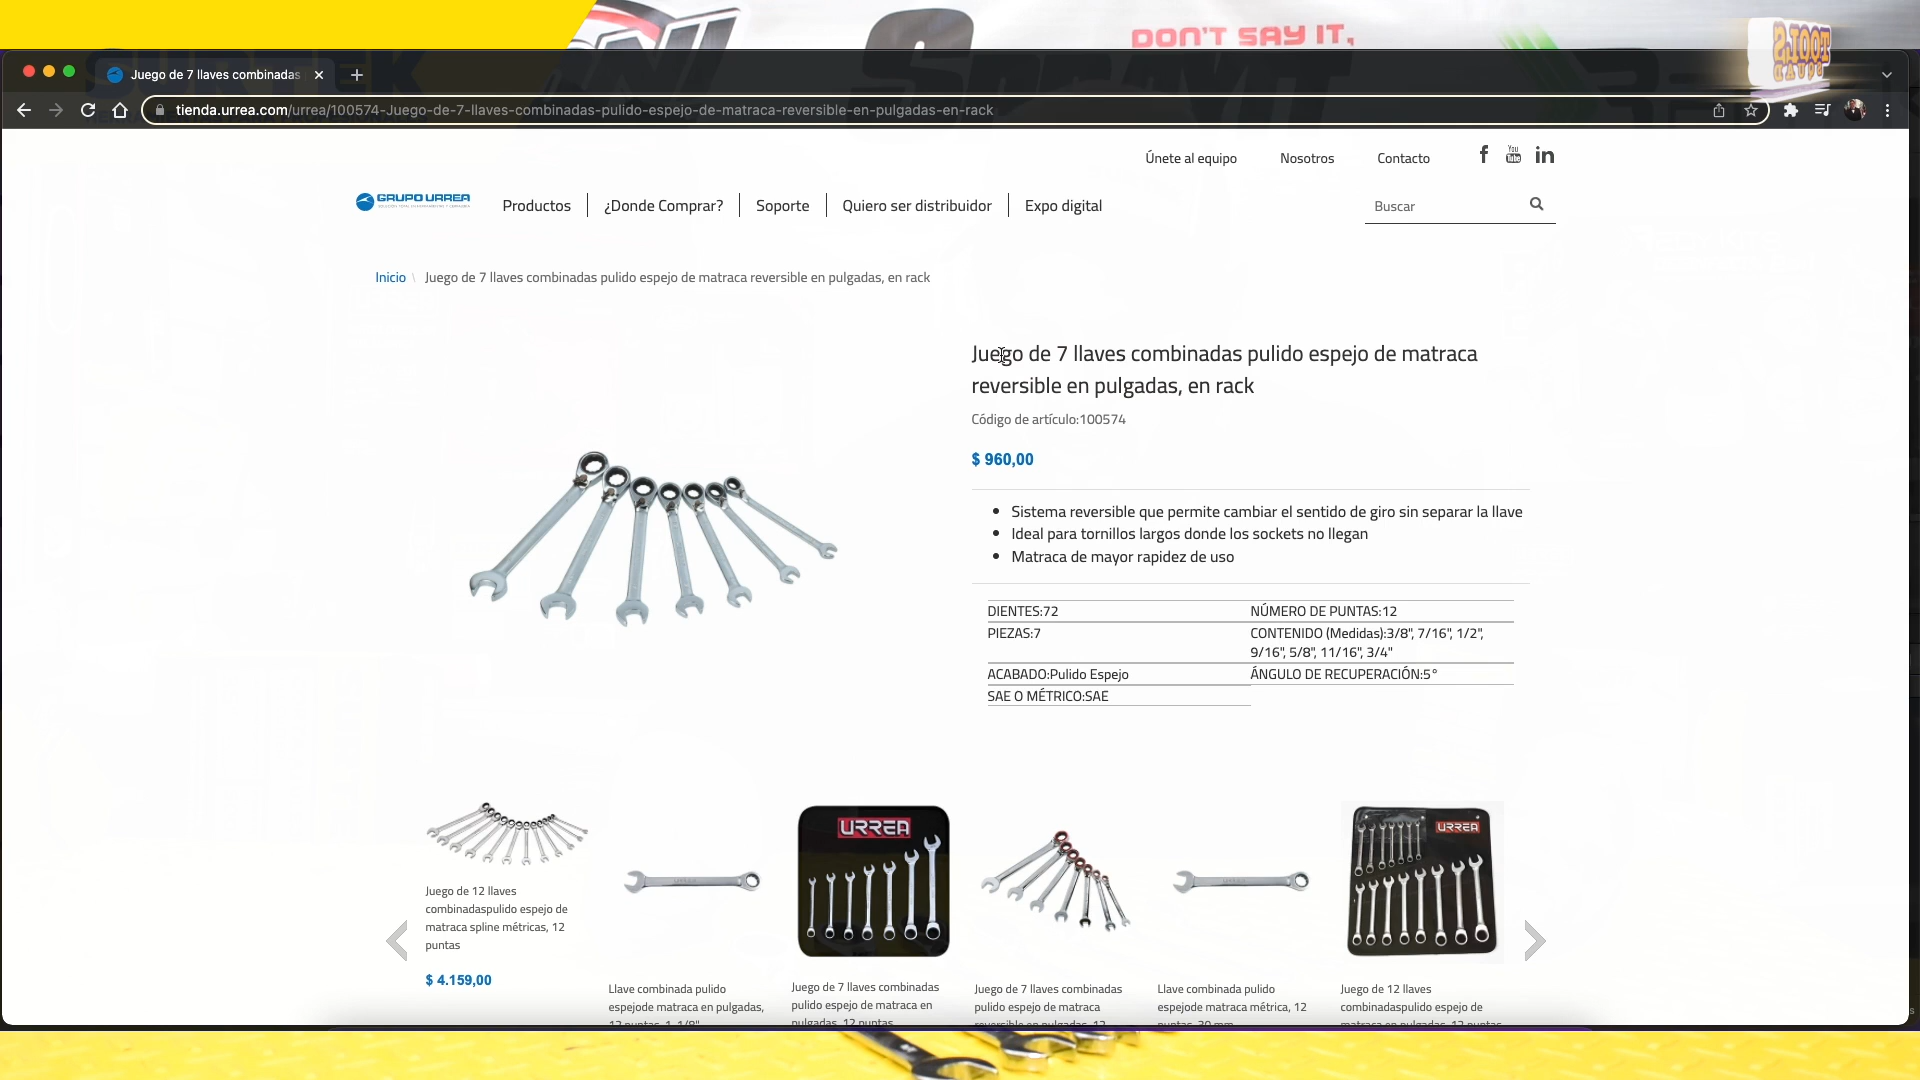 DON'T SAY IT,
TOOLS
Juego de 7 llaves combinadas
tienda.urrea.com/urrea/100574-Juego-de-7-llaves-combinadas-pulido-espejo-de-matraca-reversible-en-pulgadas-en-rack
Únete al equipo Nosotros Contacto
You Tube
GRUPO URREA
Productos ¿Donde Comprar? Soporte Quiero ser distribuidor Expo digital Buscar
Inicio \ Juego de 7 llaves combinadas pulido espejo de matraca reversible en pulgadas, en rack
Juego de 7 llaves combinadas pulido espejo de matraca
reversible en pulgadas, en rack
Código de artículo:100574
$ 960,00
Sistema reversible que permite cambiar el sentido de giro sin separar la llave
Ideal para tornillos largos donde los sockets no llegan
Matraca de mayor rapidez de uso
DIENTES:72 NÚMERO DE PUNTAS:12
PIEZAS:7 CONTENIDO (Medidas):3/8", 7/16", 1/2",
9/16", 5/8", 11/16", 3/4"
ACABADO:Pulido Espejo ÁNGULO DE RECUPERACIÓN:5°
SAE O MÉTRICO:SAE
URREA
URREA
Juego de 12 llaves
combinadaspulido espejo de
matraca spline métricas, 12
puntas
$ 4.159,00
Llave combinada pulido
espejode matraca en pulgadas,
12 puntas, 1-1/8"
Juego de 7 llaves combinadas
pulido espejo de matraca en
pulgadas, 12 puntas
Juego de 7 llaves combinadas
pulido espejo de matraca
reversible en pulgadas, 12
Llave combinada pulido
espejode matraca métrica, 12
puntas, 30 mm
Juego de 12 llaves
combinadaspulido espejo de
matraca en pulgadas, 12 puntas